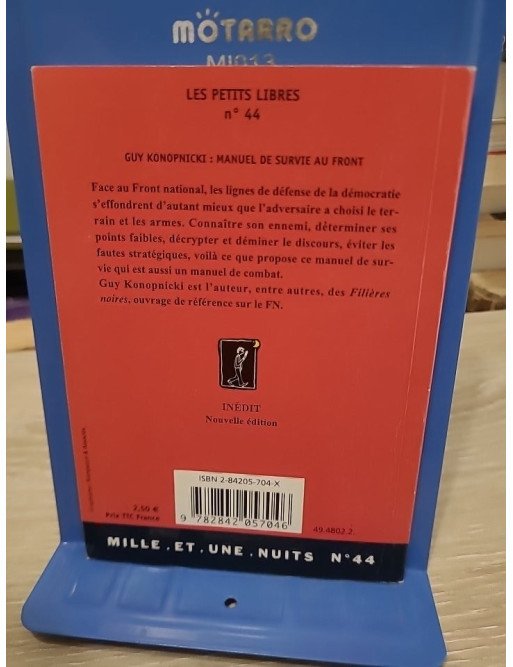 MOTARRO
MI013
LES PETITS LIBRES
n° 44
GUY KONOPNICKI : MANUEL DE SURVIE AU FRONT
Face au Front national, les lignes de défense de la démocratie
s'effondrent d'autant mieux que l'adversaire a choisi le ter-
rain et les armes. Connaître son ennemi, déterminer ses
points faibles, décrypter et déminer le discours, éviter les
fautes stratégiques, voilà ce que propose ce manuel de sur-
vie qui est aussi un manuel de combat.
Guy Konopnicki est l'auteur, entre autres, des Filières
noires, ouvrage de référence sur le FN.
INÉDIT
Nouvelle édition
ISBN 2-84205-704-X
9 782842 057046
2,50 €
Prix TTC France
49.4802.2
MILLE.ET.UNE.NUITS N°44